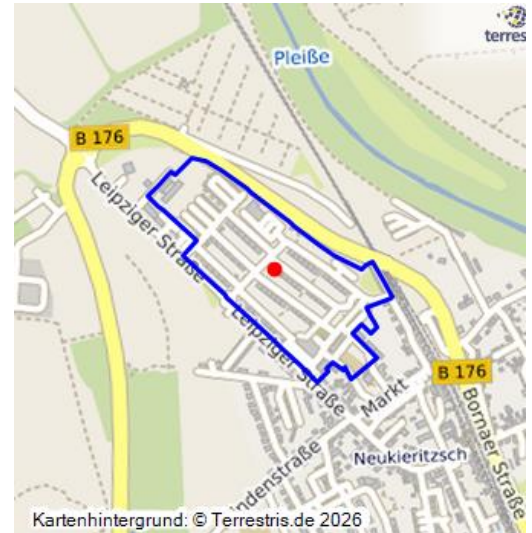 terres
Pleiße
B 176
Leipziger Straße
Leipziger Straße
Markt
B 176
Bornaer Straße
Neukieritzsch
indenstraße
Kartenhintergrund: © Terrestris.de 2026